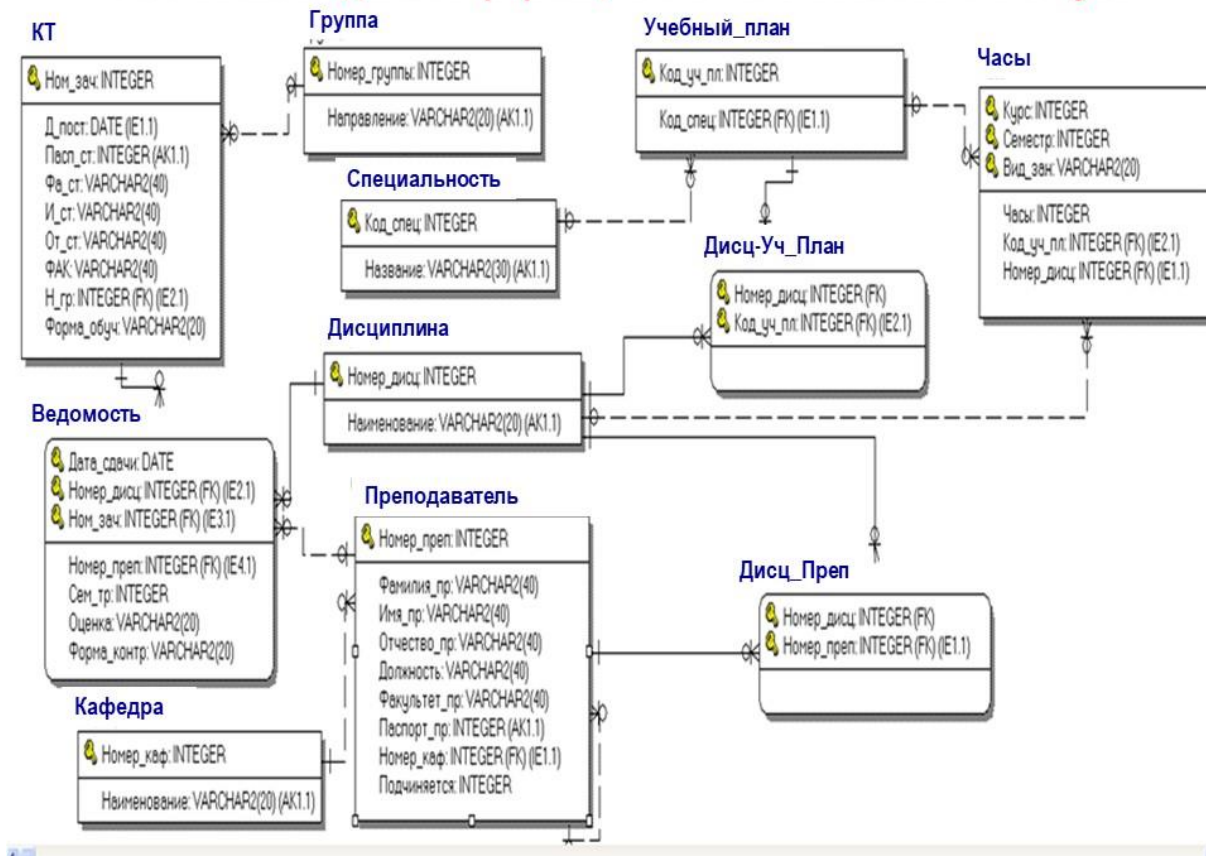 КТ
Ном_зач: INTEGER
Д_пост: DATE (IE1.1)
Пасп_ст: INTEGER (AK1.1)
Фа_ст: VARCHAR2(40)
И_ст: VARCHAR2(40)
От_ст: VARCHAR2(40)
ФАК: VARCHAR2(40)
Н_гр: INTEGER (FK) (IE2.1)
Форма_обуч: VARCHAR2(20)
Группа
Номер_группы: INTEGER
Направление: VARCHAR2(20) (AK1.1)
Учебный_план
Код_уч_пл: INTEGER
Код_спец: INTEGER (FK) (IE1.1)
Часы
Курс: INTEGER
Семестр: INTEGER
Вид_зан: VARCHAR2(20)
Часы: INTEGER
Код_уч_пл: INTEGER (FK) (IE2.1)
Номер_дисц: INTEGER (FK) (IE1.1)
Специальность
Код_спец: INTEGER
Название: VARCHAR2(30) (AK1.1)
Дисц-Уч_План
Номер_дисц: INTEGER (FK)
Код_уч_пл: INTEGER (FK) (IE2.1)
Дисциплина
Номер_дисц: INTEGER
Наименование: VARCHAR2(20) (AK1.1)
Ведомость
Дата_сдачи: DATE
Номер_дисц: INTEGER (FK) (IE2.1)
Ном_зач: INTEGER (FK) (IE3.1)
Номер_преп: INTEGER (FK) (IE4.1)
Сем_тр: INTEGER
Оценка: VARCHAR2(20)
Форма_контр: VARCHAR2(20)
Преподаватель
Номер_преп: INTEGER
Фамилия_пр: VARCHAR2(40)
Имя_пр: VARCHAR2(40)
Отчество_пр: VARCHAR2(40)
Должность: VARCHAR2(40)
Факультет_пр: VARCHAR2(40)
Паспорт_пр: INTEGER (AK1.1)
Номер_каф: INTEGER (FK) (IE1.1)
Подчиняется: INTEGER
Дисц_Преп
Номер_дисц: INTEGER (FK)
Номер_преп: INTEGER (FK) (IE1.1)
Кафедра
Номер_каф: INTEGER
Наименование: VARCHAR2(20) (AK1.1)